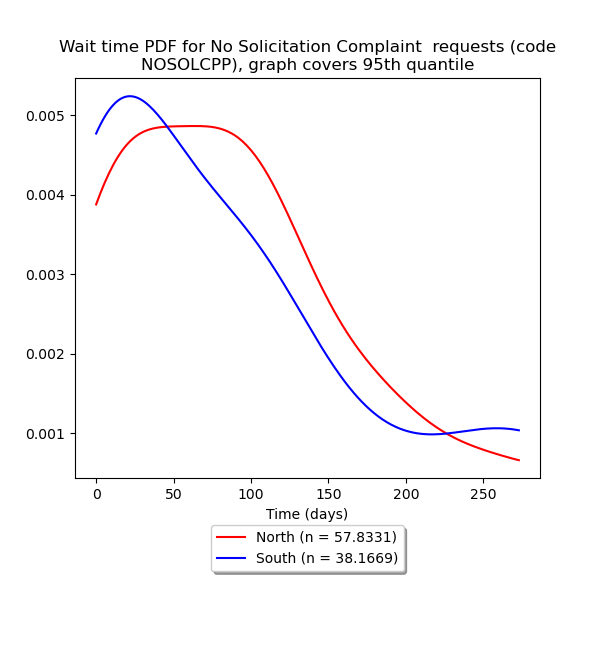 Wait time PDF for No Solicitation Complaint  requests (code
NOSOLCPP), graph covers 95th quantile
0.005
0.004
0.003
0.002
0.001
0 50 100 150 200 250
Time (days)
North (n = 57.8331)
South (n = 38.1669)